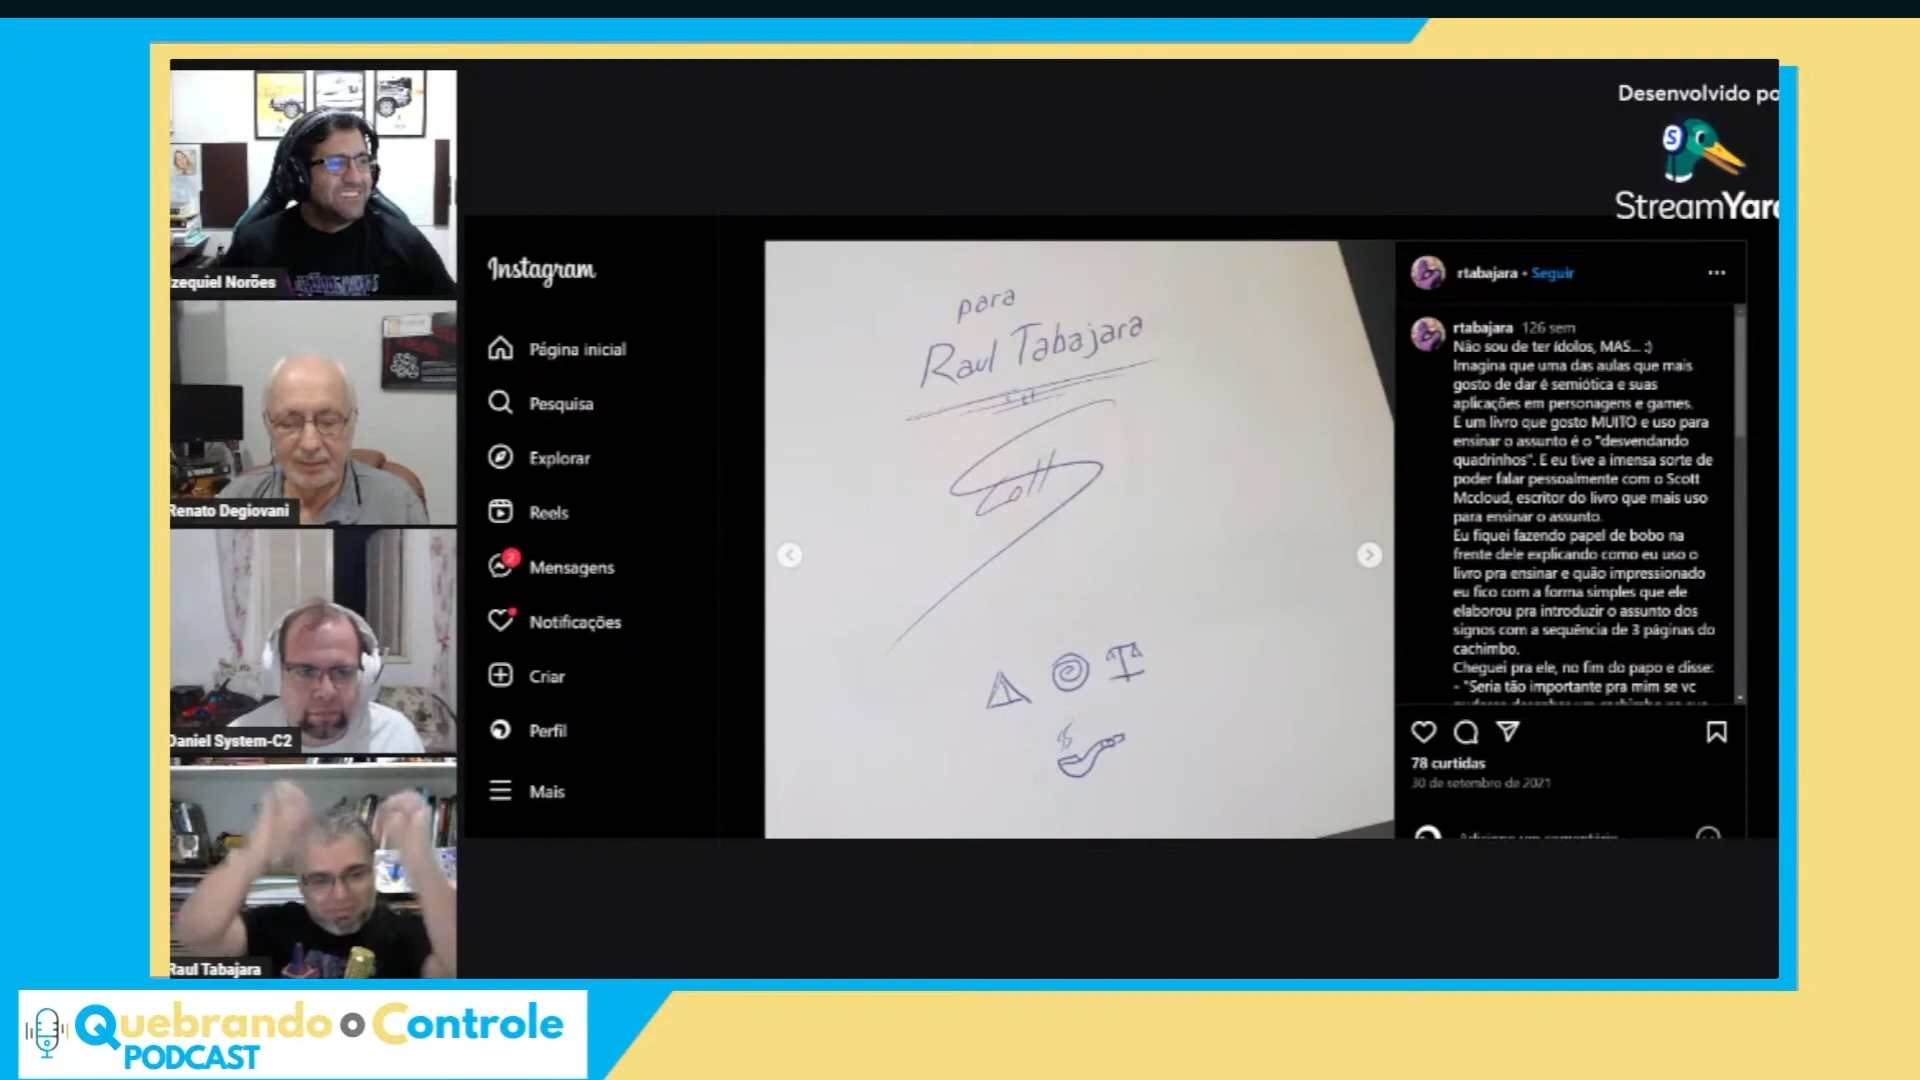 Desenvolvido po
StreamYard
zequiel Norões
Renato Degiovani
Daniel System-C2
Raul Tabajara
Instagram
Página inicial
Pesquisa
Explorar
Reels
2
Mensagens
Notificações
Criar
Perfil
Mais
para
Raul Tabajara
Scott
rtabajara • Seguir
rtabajara 126 sem
Não sou de ter ídolos, MAS... :)
Imagina que uma das aulas que mais
gosto de dar é semiótica e suas
aplicações em personagens e games.
E um livro que gosto MUITO e uso para
ensinar o assunto é o "desvendando
quadrinhos". E eu tive a imensa sorte de
poder falar pessoalmente com o Scott
Mccloud, escritor do livro que mais uso
para ensinar o assunto.
Eu fiquei fazendo papel de bobo na
frente dele explicando como eu uso o
livro pra ensinar e quão impressionado
eu fico com a forma simples que ele
elaborou pra introduzir o assunto dos
signos com a sequência de 3 páginas do
cachimbo.
Cheguei pra ele, no fim do papo e disse:
- "Seria tão importante pra mim se vc
78 curtidas
30 de setembro de 2021
Quebrando o Controle
PODCAST